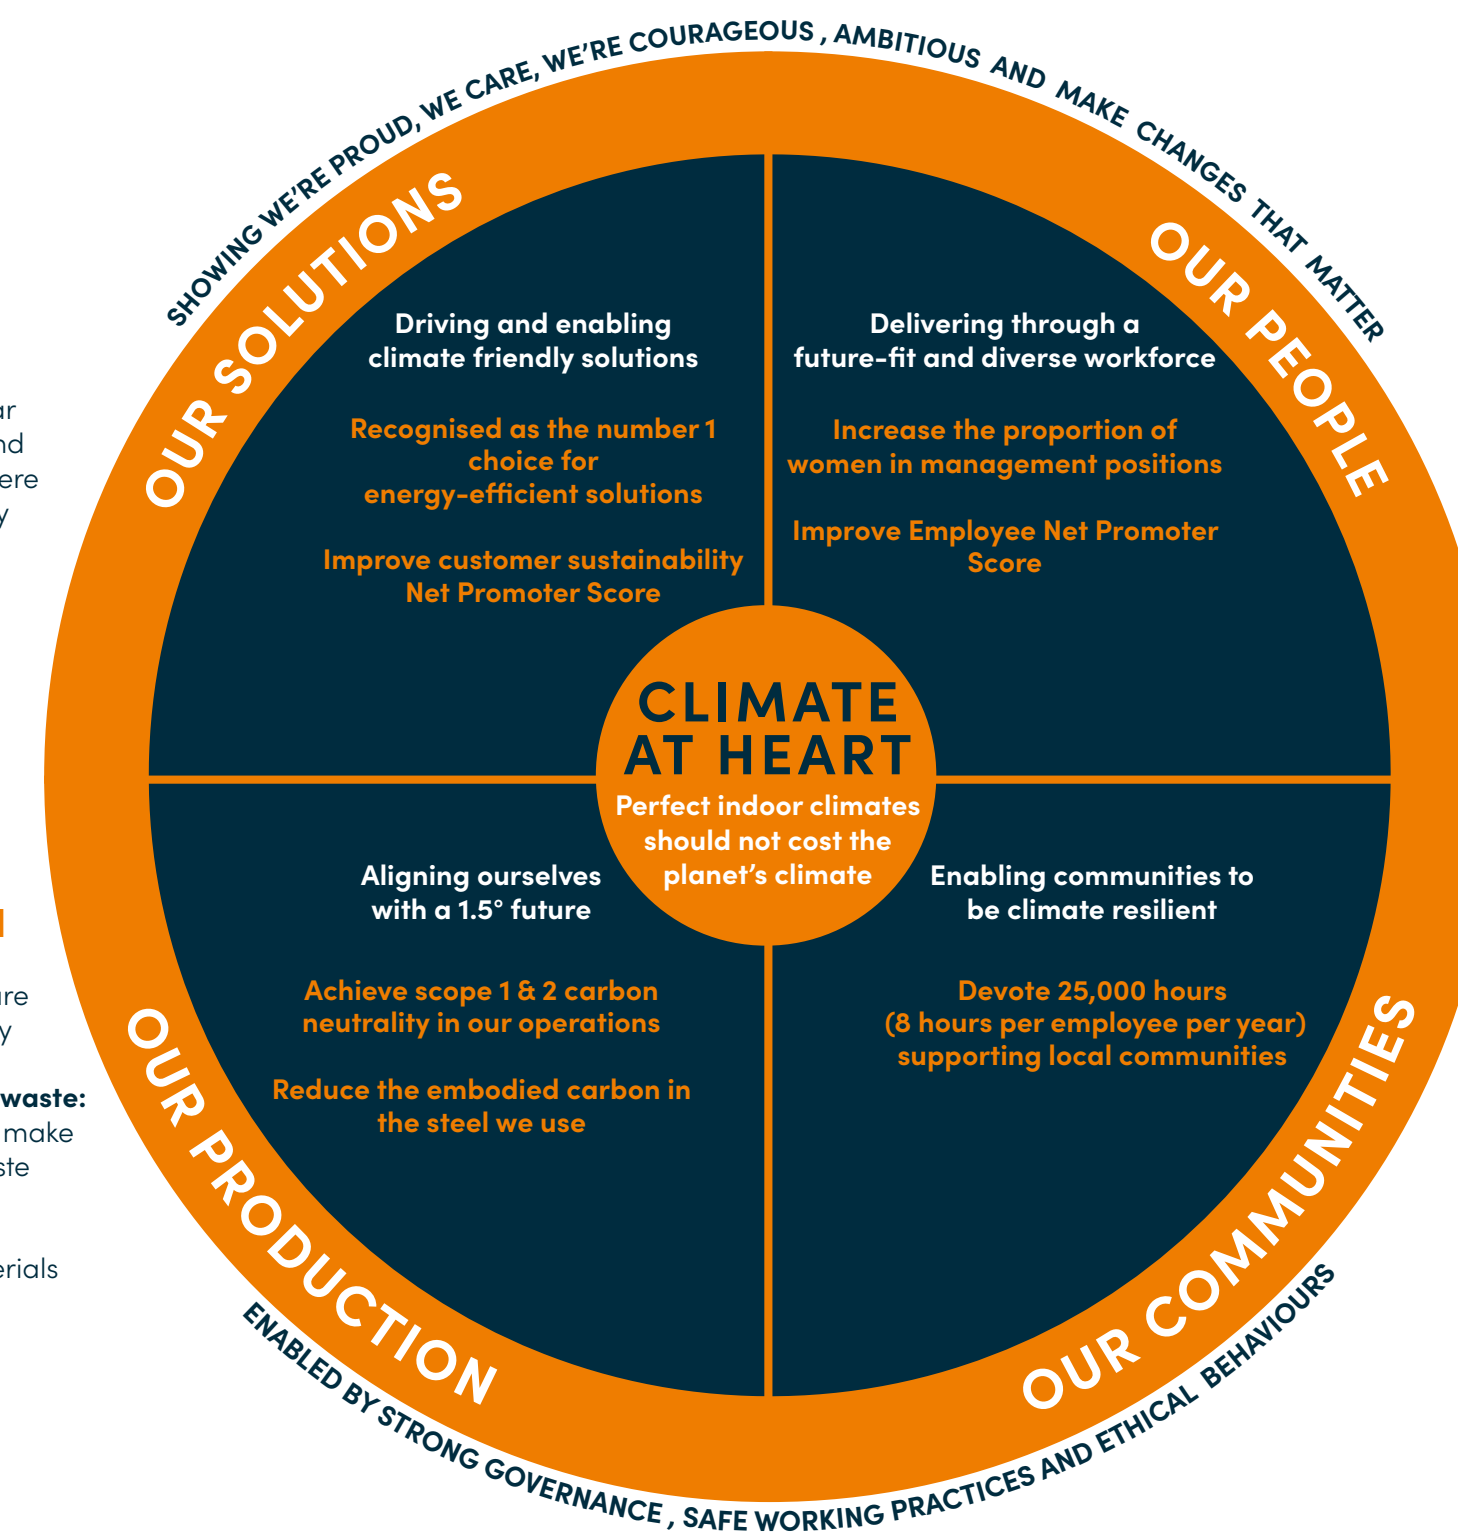 SHOWING WE'RE PROUD, WE CARE, WE'RE COURAGEOUS , AMBITIOUS AND MAKE CHANGES THAT MATTER
OUR SOLUTIONS
Driving and enabling
climate friendly solutions
Recognised as the number 1
choice for
energy-efficient solutions
Improve customer sustainability
Net Promoter Score
OUR PEOPLE
Delivering through a
future-fit and diverse workforce
Increase the proportion of
women in management positions
Improve Employee Net Promoter
Score
CLIMATE
AT HEART
Perfect indoor climates
should not cost the
planet's climate
OUR PRODUCTION
Aligning ourselves
with a 1.5° future
Achieve scope 1 & 2 carbon
neutrality in our operations
Reduce the embodied carbon in
the steel we use
OUR COMMUNITIES
Enabling communities to
be climate resilient
Devote 25,000 hours
(8 hours per employee per year)
supporting local communities
ENABLED BY STRONG GOVERNANCE , SAFE WORKING PRACTICES AND ETHICAL BEHAVIOURS
waste:
make